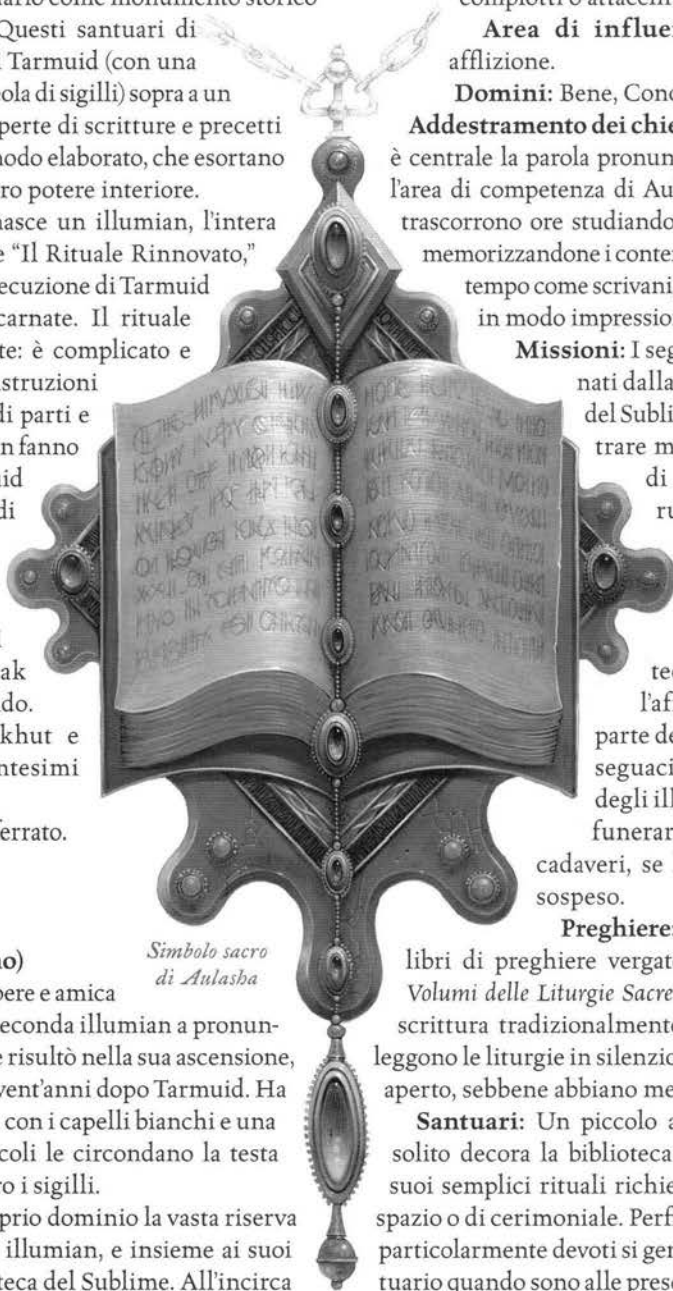 uario come monumento storico
Questi santuari di
Tarmuid (con una
ola di sigilli) sopra a un
perte di scritture e precetti
odo elaborato, che esortano
ro potere interiore.
nasce un illumian, l'intera
e "Il Rituale Rinnovato,"
ecuzione di Tarmuid
carnate. Il rituale
te: è complicato e
struzioni
di parti e
n fanno
uid
di
ak
do.
khut e
ntesimi
ferrato.
no)
pere e amica
econda illumian a pronun-
e risultò nella sua ascensione,
vent'anni dopo Tarmuid. Ha
con i capelli bianchi e una
coli le circondano la testa
ro i sigilli.
prio dominio la vasta riserva
illumian, e insieme ai suoi
teca del Sublime. All'incirca
Simbolo sacro
di Aulasha
complotti o attacchi
Area di influe
afflizione.
Domini: Bene, Cono
Addestramento dei chie
è centrale la parola pronun
l'area di competenza di Au
trascorrono ore studiando
memorizzandone i conte
tempo come scrivani
in modo impression
Missioni: I seg
nati dalla
del Subli
trare m
di
ru
tec
l'af
parte de
seguaci
degli ill
funerar
cadaveri, se
sospeso.
Preghiere:
libri di preghiere vergat
Volumi delle Liturgie Sacre
scrittura tradizionalmente
leggono le liturgie in silenzio
aperto, sebbene abbiano me
Santuari: Un piccolo a
solito decora la biblioteca
suoi semplici rituali richie
spazio o di cerimoniale. Perfi
particolarmente devoti si gen
tuario quando sono alle prese